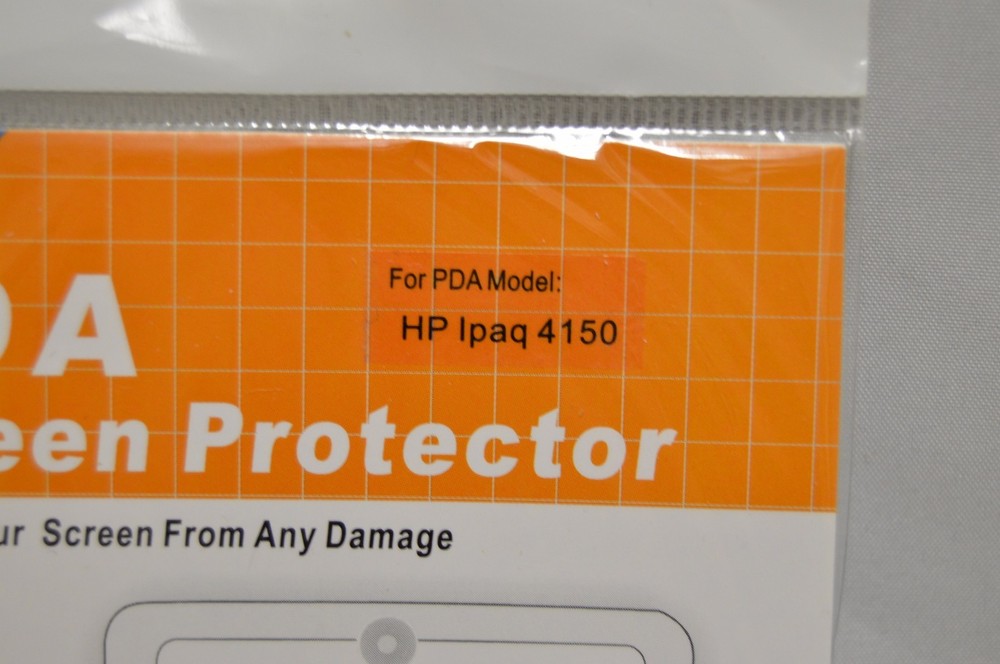 For PDA Model:
HP Ipaq 4150
DA
een Protector
ur Screen From Any Damage